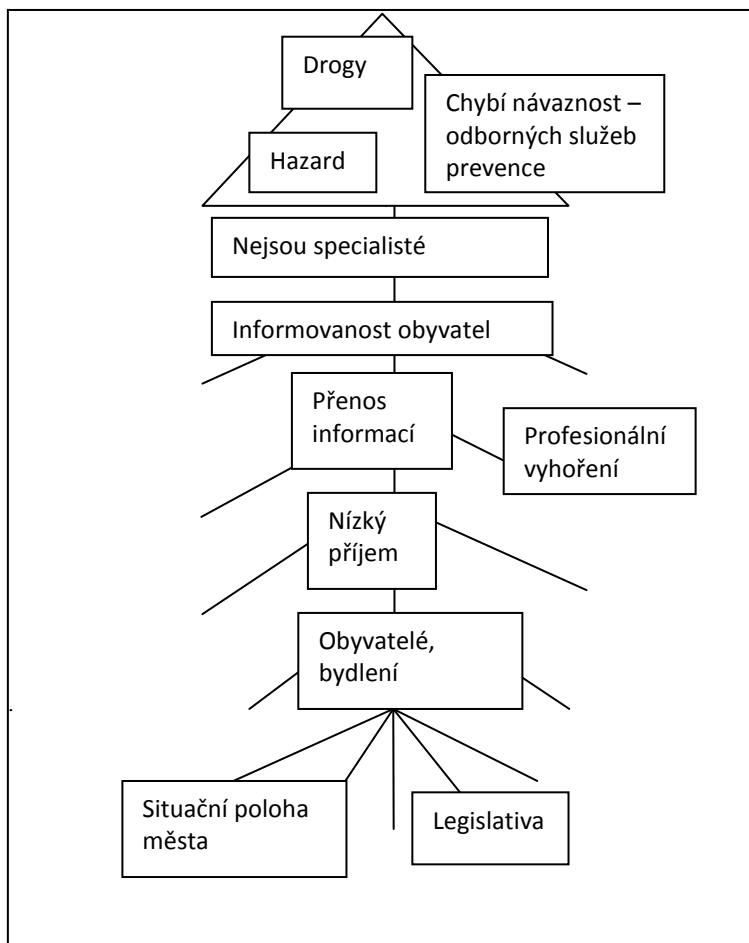 Drogy
Chybí návaznost –
odborných služeb
prevence
Hazard
Nejsou specialisté
Informovanost obyvatel
Přenos
informací
Profesionální
vyhoření
Nízký
příjem
Obyvatelé,
bydlení
Situační poloha
města
Legislativa